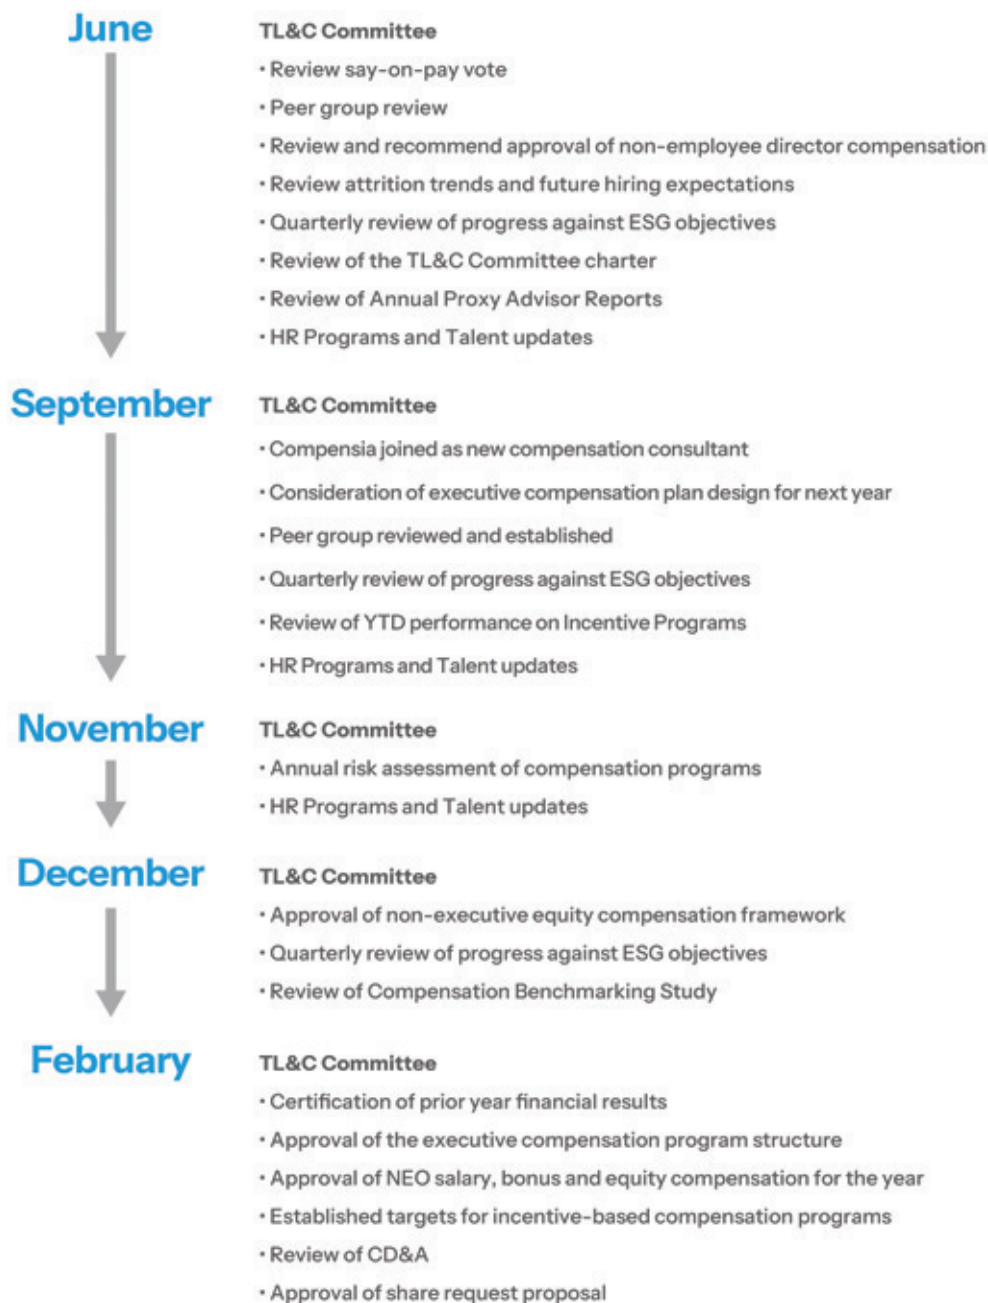 June
TL&C Committee
· Review say-on-pay vote
· Peer group review
· Review and recommend approval of non-employee director compensation
· Review attrition trends and future hiring expectations
· Quarterly review of progress against ESG objectives
· Review of the TL&C Committee charter
· Review of Annual Proxy Advisor Reports
· HR Programs and Talent updates
September
TL&C Committee
· Compensia joined as new compensation consultant
· Consideration of executive compensation plan design for next year
· Peer group reviewed and established
· Quarterly review of progress against ESG objectives
· Review of YTD performance on Incentive Programs
· HR Programs and Talent updates
November
TL&C Committee
· Annual risk assessment of compensation programs
· HR Programs and Talent updates
December
TL&C Committee
· Approval of non-executive equity compensation framework
· Quarterly review of progress against ESG objectives
· Review of Compensation Benchmarking Study
February
TL&C Committee
· Certification of prior year financial results
· Approval of the executive compensation program structure
· Approval of NEO salary, bonus and equity compensation for the year
· Established targets for incentive-based compensation programs
· Review of CD&A
· Approval of share request proposal